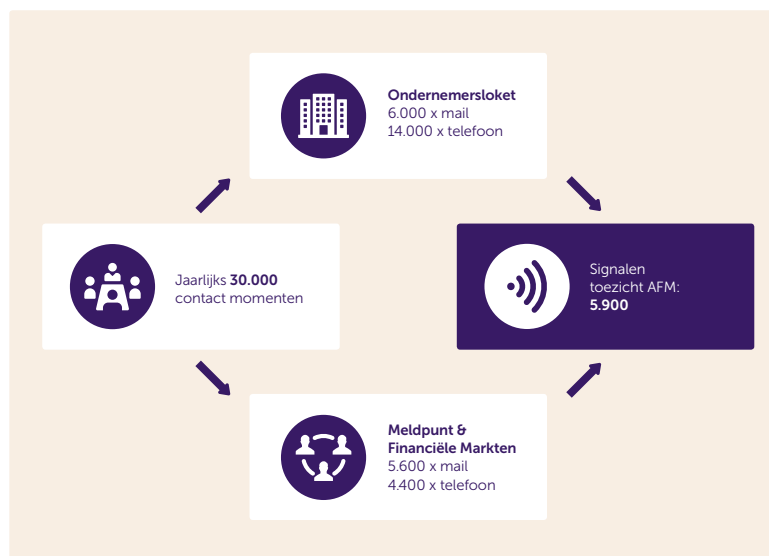 Ondernemersloket
6.000 x mail
14.000 x telefoon
Jaarlijks 30.000
contact momenten
Signalen
toezicht AFM:
5.900
Meldpunt &
Financiële Markten
5.600 x mail
4.400 x telefoon